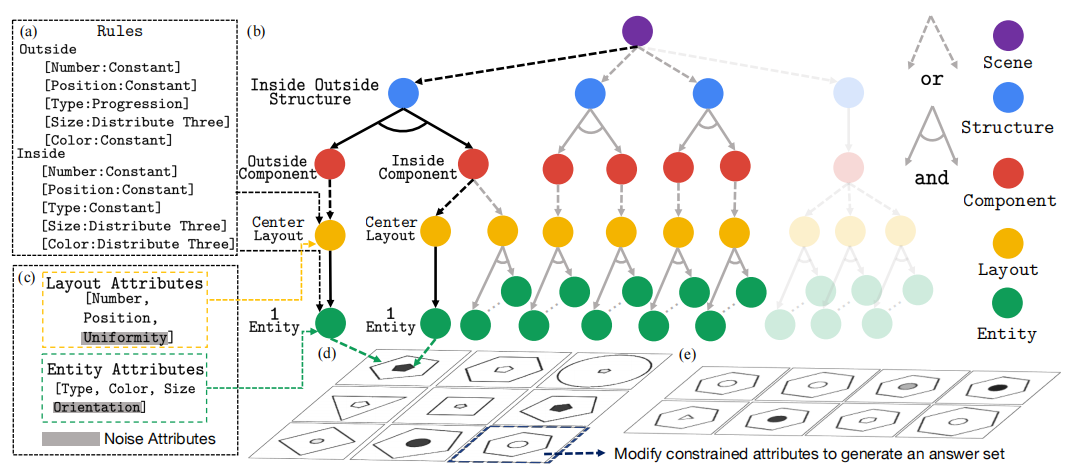 (a)
Rules
Outside
[Number:Constant]
[Position:Constant]
[Type:Progression]
[Size:Distribute Three]
[Color:Constant]
Inside
[Number:Constant]
[Position:Constant]
[Type:Constant]
[Size:Distribute Three]
[Color:Distribute Three]
(c)
Layout Attributes
[Number,
Position,
Uniformity]
Entity Attributes
[Type, Color, Size
Orientation]
Noise Attributes
(b)
Inside Outside
Structure
Outside
Component
Inside
Component
Center
Layout
Center
Layout
1
Entity
1
Entity
or
and
Scene
Structure
Component
Layout
Entity
(d)
(e)
Modify constrained attributes to generate an answer set